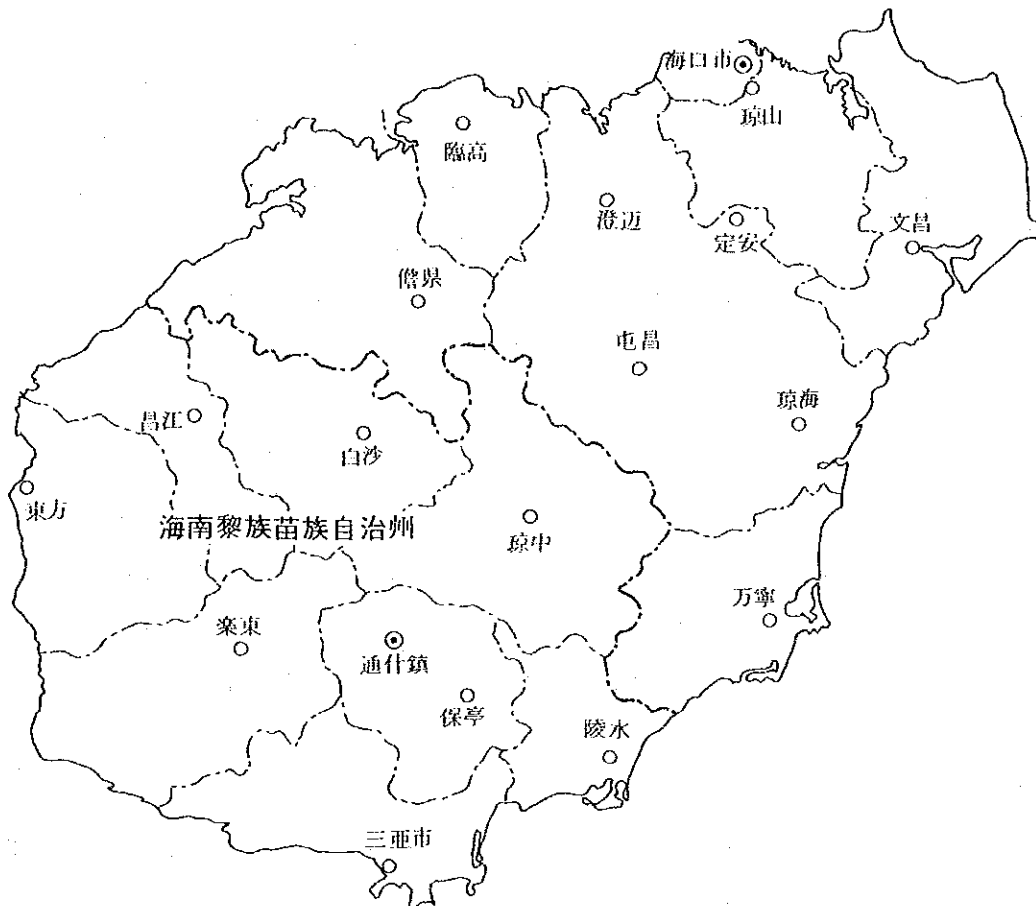 海口市
琼山
臨高
澄迈
定安
文昌
儋県
屯昌
琼海
昌江
白沙
東方
海南黎族苗族自治州
琼中
万寧
楽東
通什鎮
保亭
陵水
三亜市